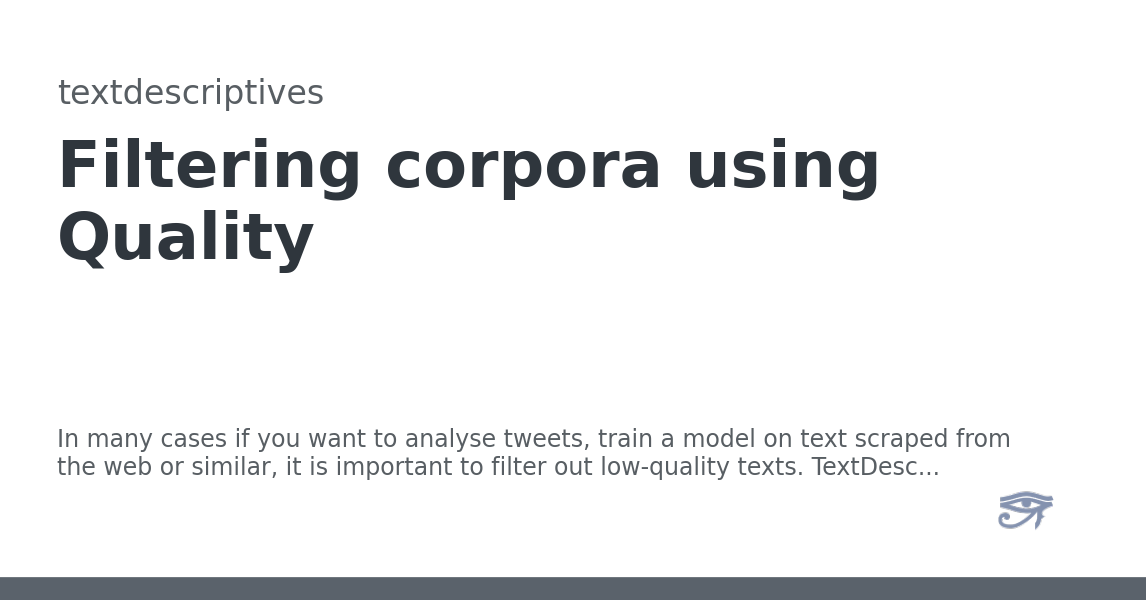 textdescriptives
Filtering corpora using
Quality
In many cases if you want to analyse tweets, train a model on text scraped from
the web or similar, it is important to filter out low-quality texts. TextDesc...